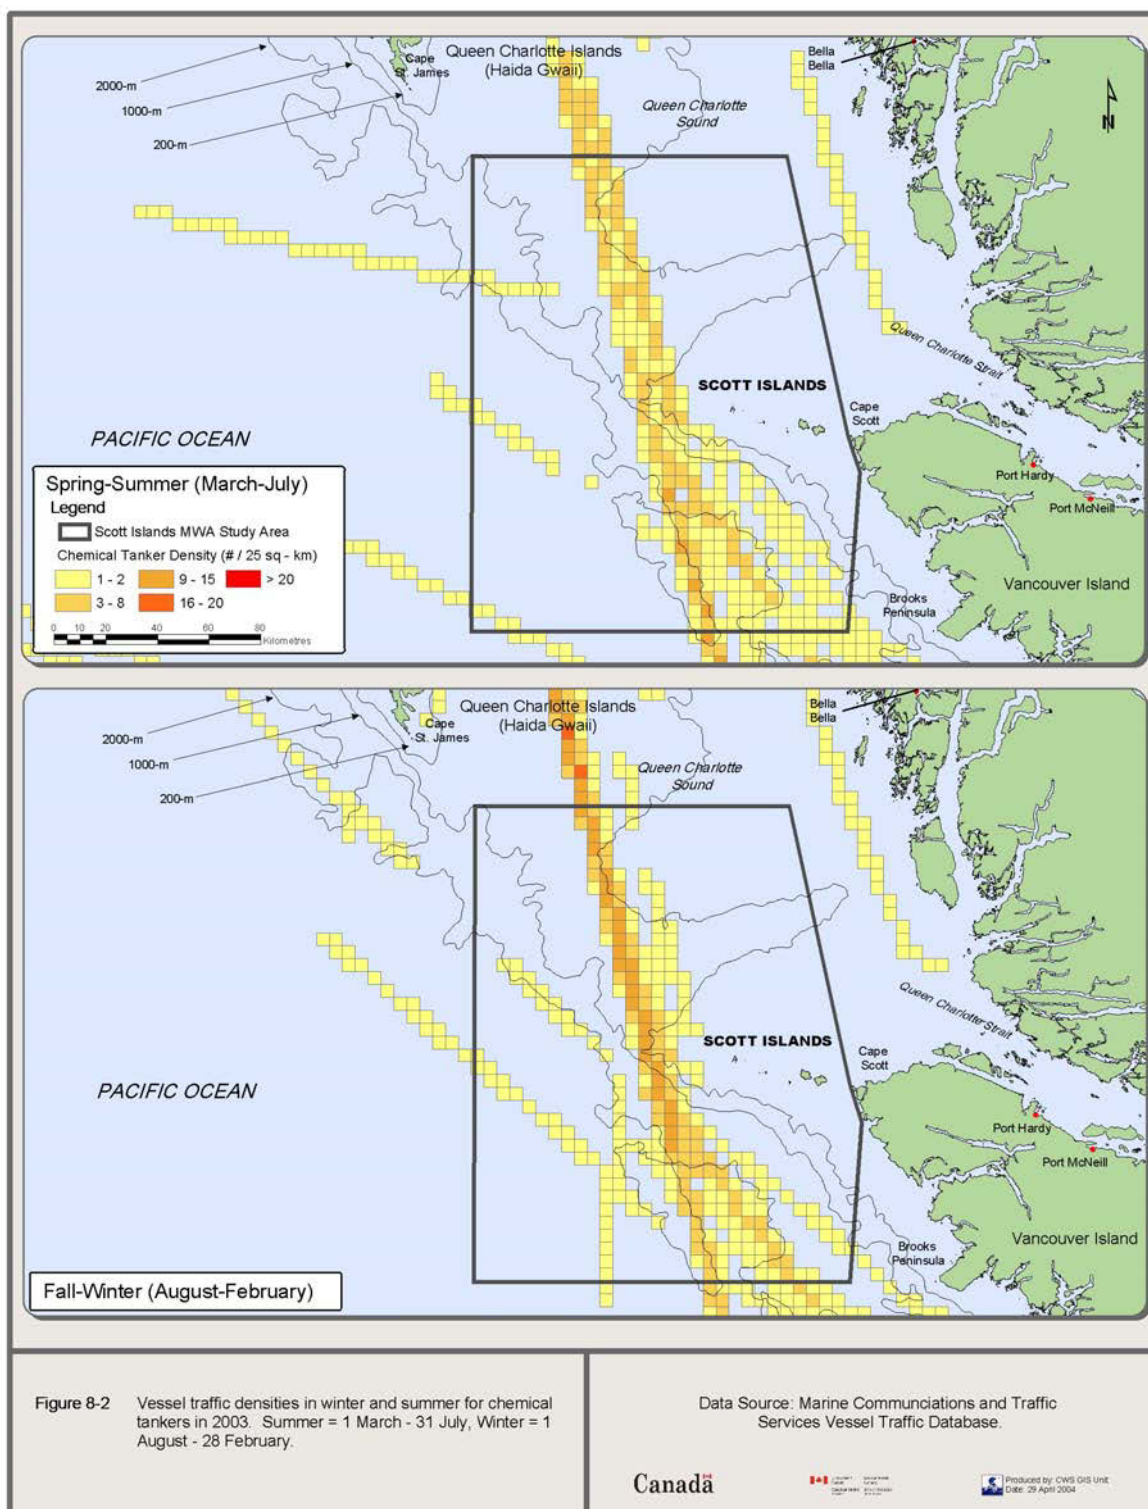 Queen Charlotte Islands
(Haida Gwaii)
Cape
St. James
Bella
Bella
2000-m
1000-m
200-m
Queen Charlotte
Sound
N
Queen Charlotte Strait
SCOTT ISLANDS
Cape
Scott
PACIFIC OCEAN
Port Hardy
Port McNeill
Vancouver Island
Brooks
Peninsula
Spring-Summer (March-July)
Legend
Scott Islands MWA Study Area
Chemical Tanker Density (# / 25 sq - km)
1 - 2
9 - 15
> 20
3 - 8
16 - 20
0 5 10 20 40 60 80
Kilometres
Queen Charlotte Islands
(Haida Gwaii)
Cape
St. James
Bella
Bella
2000-m
1000-m
200-m
Queen Charlotte
Sound
Queen Charlotte Strait
SCOTT ISLANDS
Cape
Scott
PACIFIC OCEAN
Port Hardy
Port McNeill
Vancouver Island
Brooks
Peninsula
Fall-Winter (August-February)
Figure 8-2 Vessel traffic densities in winter and summer for chemical
tankers in 2003. Summer = 1 March - 31 July, Winter = 1
August - 28 February.
Data Source: Marine Communciations and Traffic
Services Vessel Traffic Database.
Canada
Produced by: CWS GIS Unit
Date: 29 April 2004